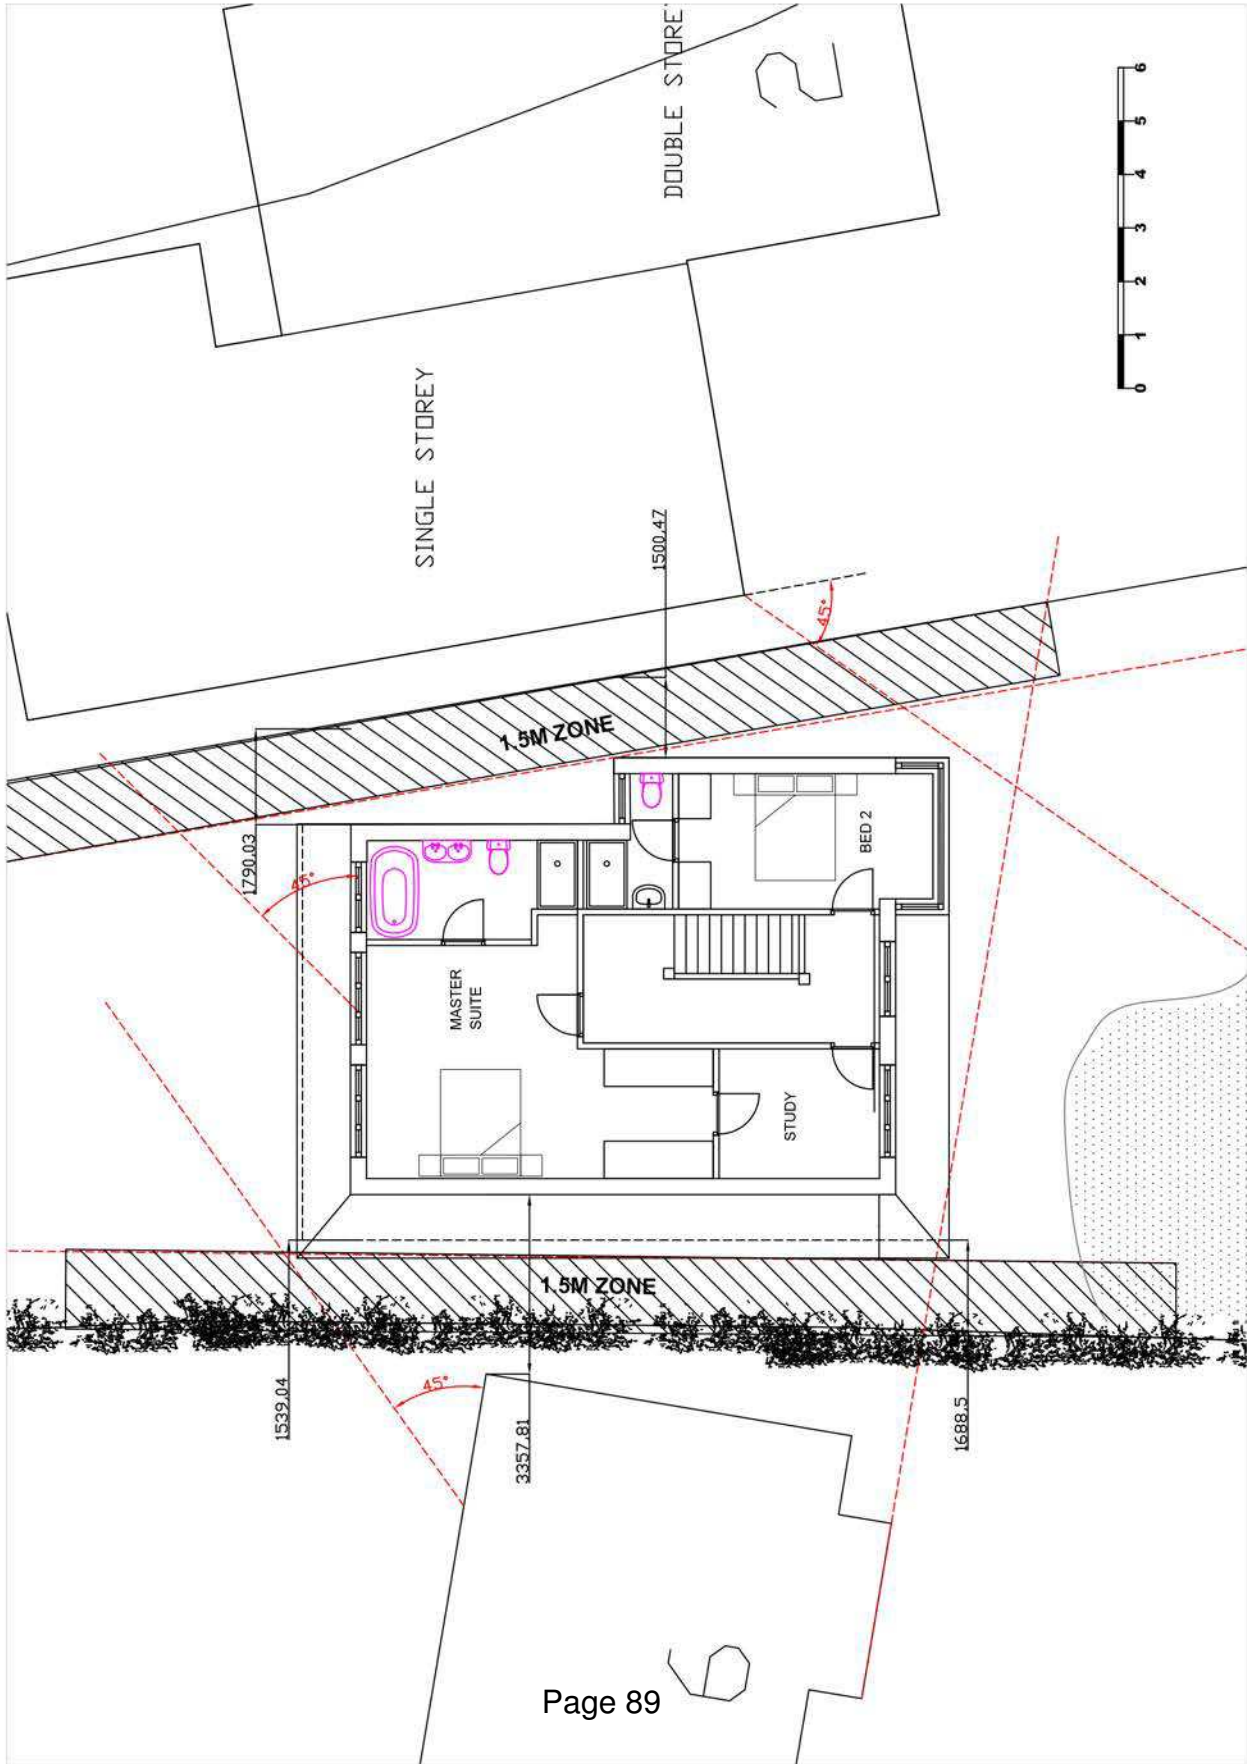 DOUBLE STOREY
2
0 1 2 3 4 5 6
SINGLE STOREY
1500.47
45°
1.5M ZONE
1790.03
45°
BED 2
MASTER
SUITE
STUDY
1.5M ZONE
1539.04
45°
3357.81
1688.5
6
Page 89